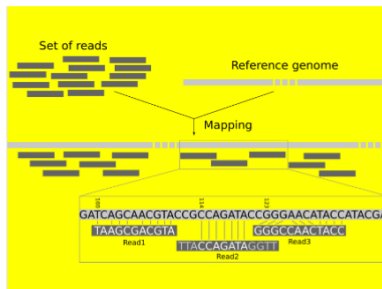 Set of reads
Reference genome
Mapping
GATCAGCAACGTACCGCCAGATACCGGGAACATACCATACGA
TAAGCGACGTA
GGGCCAACTACC
Read1
Read3
TTACCAGATAGGTT
Read2